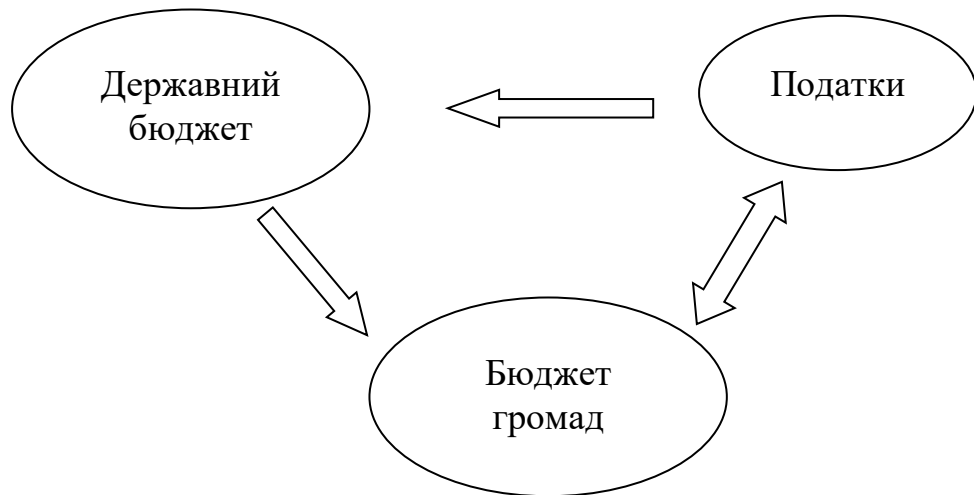 Державний
бюджет
Податки
Бюджет
громад